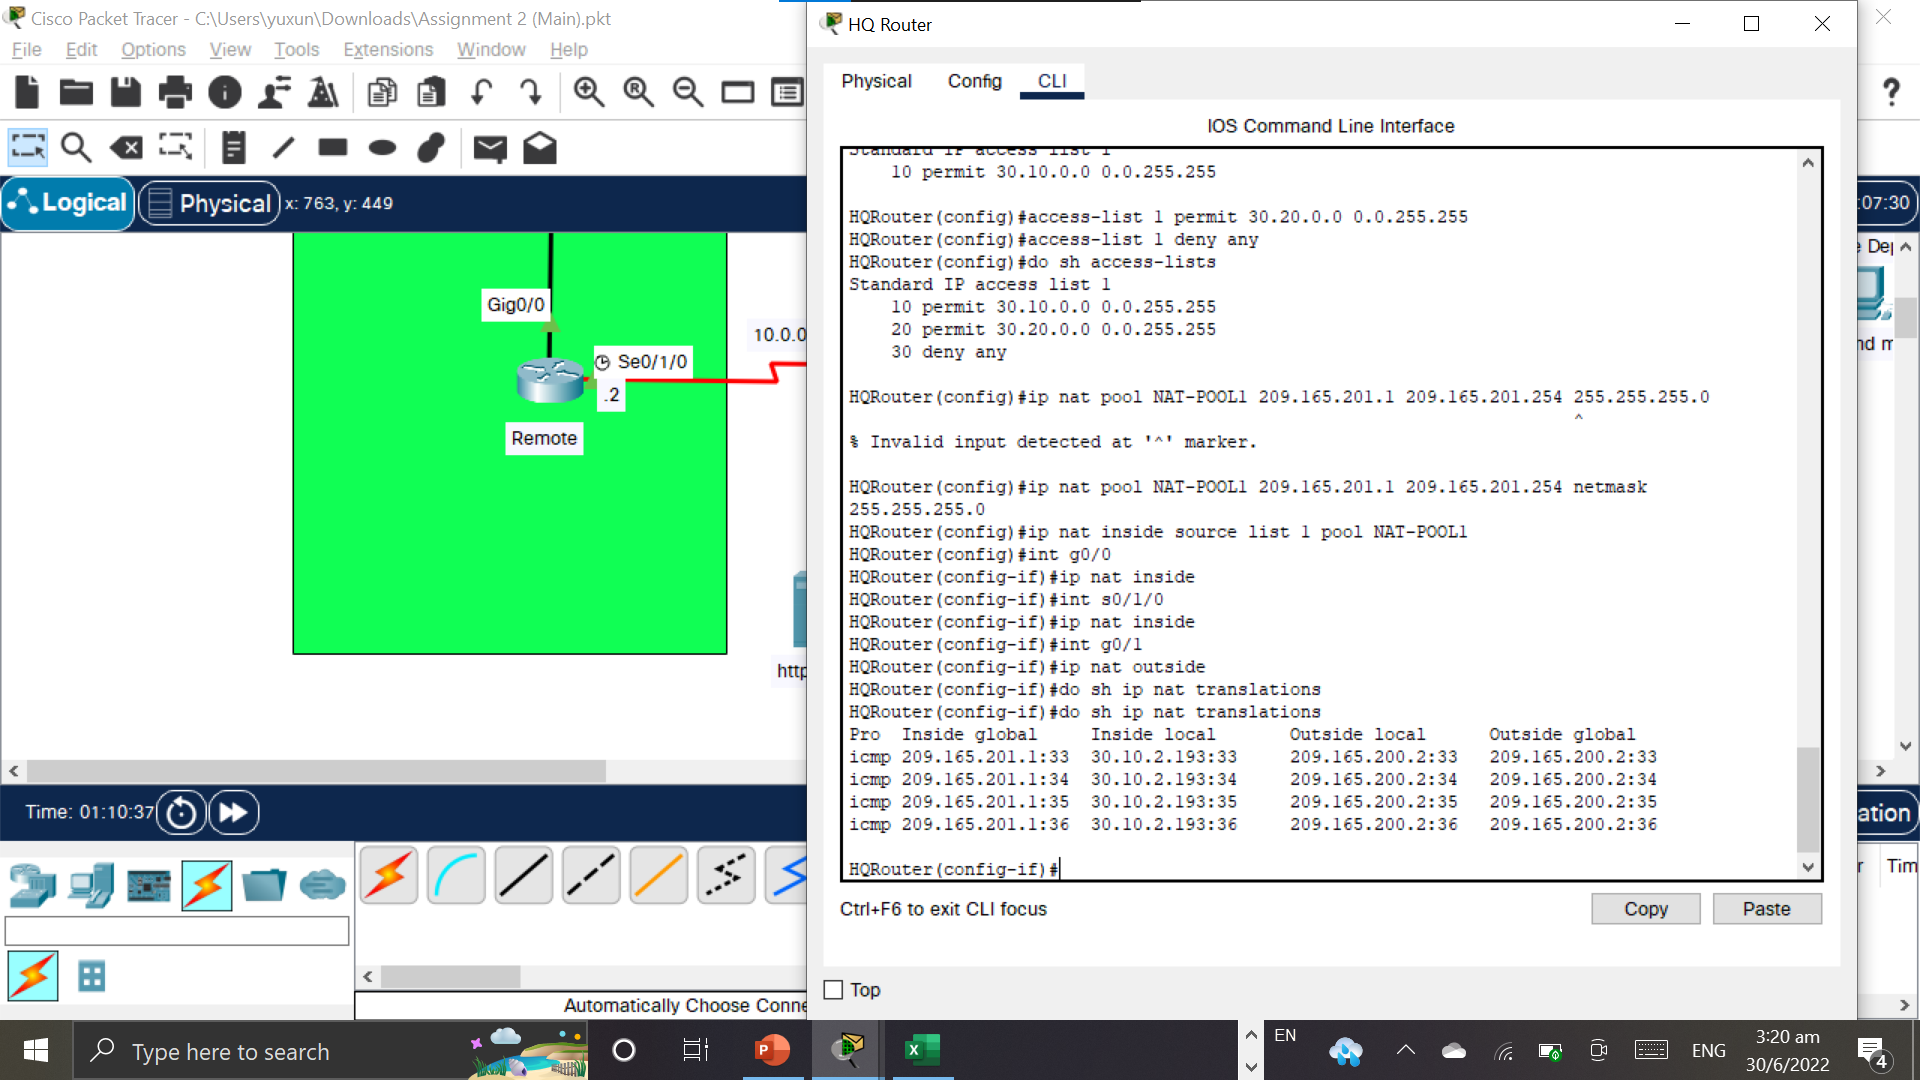 Cisco Packet Tracer - C:\Users\yuxun\Downloads\Assignment 2 (Main).pkt
File Edit Options View Tools Extensions Window Help
Logical Physical x: 763, y: 449
Gig0/0
10.0.0
Se0/1/0
.2
Remote
http
Time: 01:10:37
Automatically Choose Conne
HQ Router
Physical Config CLI
IOS Command Line Interface
Standard IP access list 1
10 permit 30.10.0.0 0.0.255.255
HQRouter(config)#access-list 1 permit 30.20.0.0 0.0.255.255
HQRouter(config)#access-list 1 deny any
HQRouter(config)#do sh access-lists
Standard IP access list 1
10 permit 30.10.0.0 0.0.255.255
20 permit 30.20.0.0 0.0.255.255
30 deny any
HQRouter(config)#ip nat pool NAT-POOL1 209.165.201.1 209.165.201.254 255.255.255.0
^
% Invalid input detected at '^' marker.
HQRouter(config)#ip nat pool NAT-POOL1 209.165.201.1 209.165.201.254 netmask
255.255.255.0
HQRouter(config)#ip nat inside source list 1 pool NAT-POOL1
HQRouter(config)#int g0/0
HQRouter(config-if)#ip nat inside
HQRouter(config-if)#int s0/1/0
HQRouter(config-if)#ip nat inside
HQRouter(config-if)#int g0/1
HQRouter(config-if)#ip nat outside
HQRouter(config-if)#do sh ip nat translations
HQRouter(config-if)#do sh ip nat translations
Pro Inside global Inside local Outside local Outside global
icmp 209.165.201.1:33 30.10.2.193:33 209.165.200.2:33 209.165.200.2:33
icmp 209.165.201.1:34 30.10.2.193:34 209.165.200.2:34 209.165.200.2:34
icmp 209.165.201.1:35 30.10.2.193:35 209.165.200.2:35 209.165.200.2:35
icmp 209.165.201.1:36 30.10.2.193:36 209.165.200.2:36 209.165.200.2:36
HQRouter(config-if)#
Ctrl+F6 to exit CLI focus
Copy Paste
Top
?
:07:30
e Dep
nd m
ation
r Tim
Type here to search
EN
ENG
3:20 am
30/6/2022
4